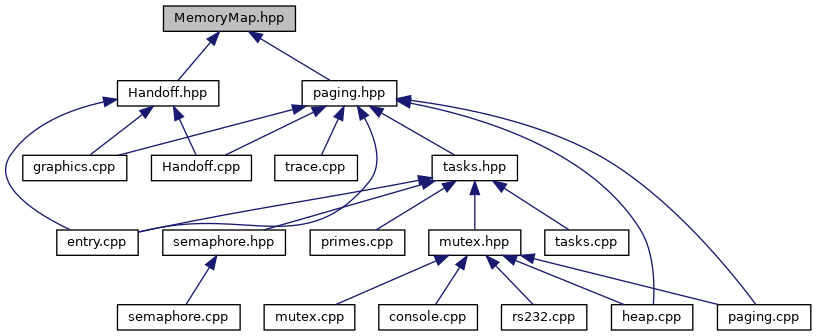 MemoryMap.hpp
Handoff.hpp
paging.hpp
graphics.cpp
Handoff.cpp
trace.cpp
tasks.hpp
entry.cpp
semaphore.hpp
primes.cpp
mutex.hpp
tasks.cpp
semaphore.cpp
mutex.cpp
console.cpp
rs232.cpp
heap.cpp
paging.cpp